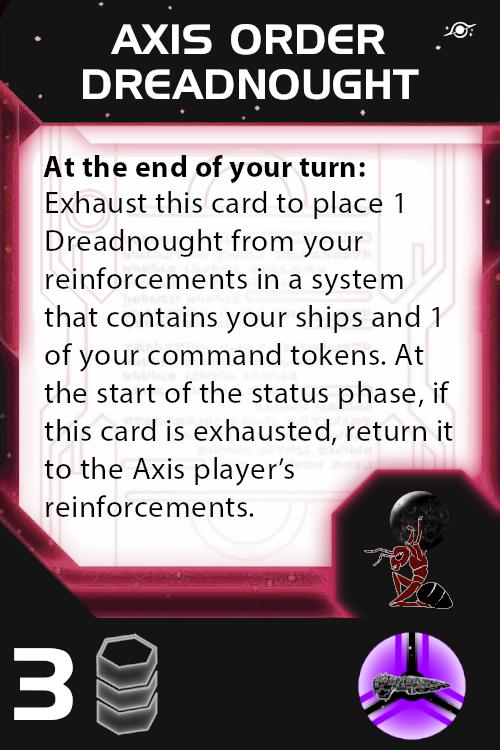 AXIS ORDER
DREADNOUGHT
At the end of your turn:
Exhaust this card to place 1
Dreadnought from your
reinforcements in a system
that contains your ships and 1
of your command tokens. At
the start of the status phase, if
this card is exhausted, return it
to the Axis player’s
reinforcements.
3